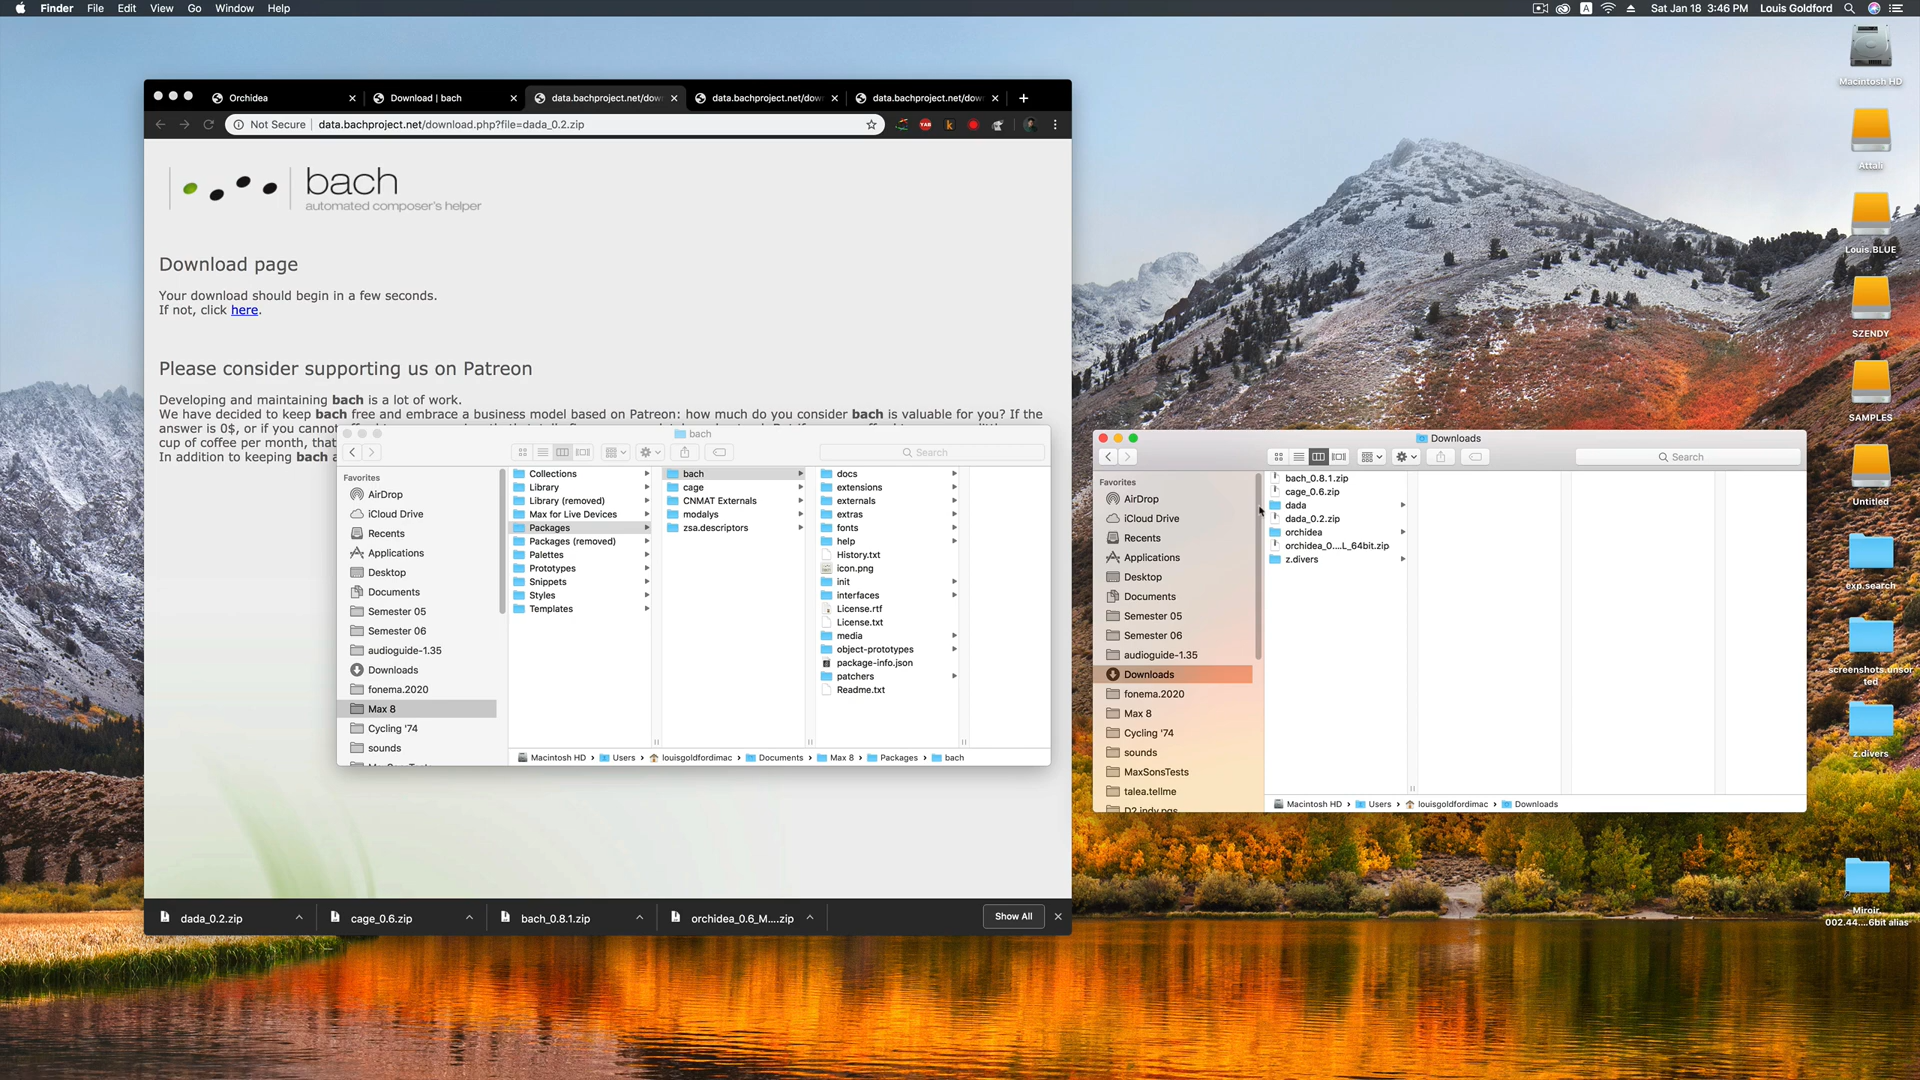 Finder File Edit View Go Window Help
A Sat Jan 18 3:46 PM Louis Goldford
Orchidea
Download | bach
data.bachproject.net/dow
data.bachproject.net/dow
data.bachproject.net/dow
Not Secure | data.bachproject.net/download.php?file=dada_0.2.zip
bach
automated composer's helper
Download page
Your download should begin in a few seconds.
If not, click here.
Please consider supporting us on Patreon
Developing and maintaining bach is a lot of work.
We have decided to keep bach free and embrace a business model based on Patreon: how much do you consider bach is valuable for you? If the
answer is 0$, or if you cannot
cup of coffee per month, that
In addition to keeping bach a
bach
Search
Favorites
AirDrop
iCloud Drive
Recents
Applications
Desktop
Documents
Semester 05
Semester 06
audioguide-1.35
Downloads
fonema.2020
Max 8
Cycling '74
sounds
Collections
Library
Library (removed)
Max for Live Devices
Packages
Packages (removed)
Palettes
Prototypes
Snippets
Styles
Templates
bach
cage
CNMAT Externals
modalys
zsa.descriptors
docs
extensions
externals
extras
fonts
help
History.txt
icon.png
init
interfaces
License.rtf
License.txt
media
object-prototypes
package-info.json
patchers
Readme.txt
Macintosh HD › Users › louisgoldfordimac › Documents › Max 8 › Packages › bach
Downloads
Search
Favorites
AirDrop
iCloud Drive
Recents
Applications
Desktop
Documents
Semester 05
Semester 06
audioguide-1.35
Downloads
fonema.2020
Max 8
Cycling '74
sounds
MaxSonsTests
talea.tellme
bach_0.8.1.zip
cage_0.6.zip
dada
dada_0.2.zip
orchidea
orchidea_0....L_64bit.zip
z.divers
Macintosh HD › Users › louisgoldfordimac › Downloads
dada_0.2.zip
cage_0.6.zip
bach_0.8.1.zip
orchidea_0.6_M....zip
Show All
Macintosh HD
Attali
Louis.BLUE
SZENDY
SAMPLES
Untitled
exp.search
screenshots.unsor
ted
z.divers
Miroir.
002.44....6bit alias